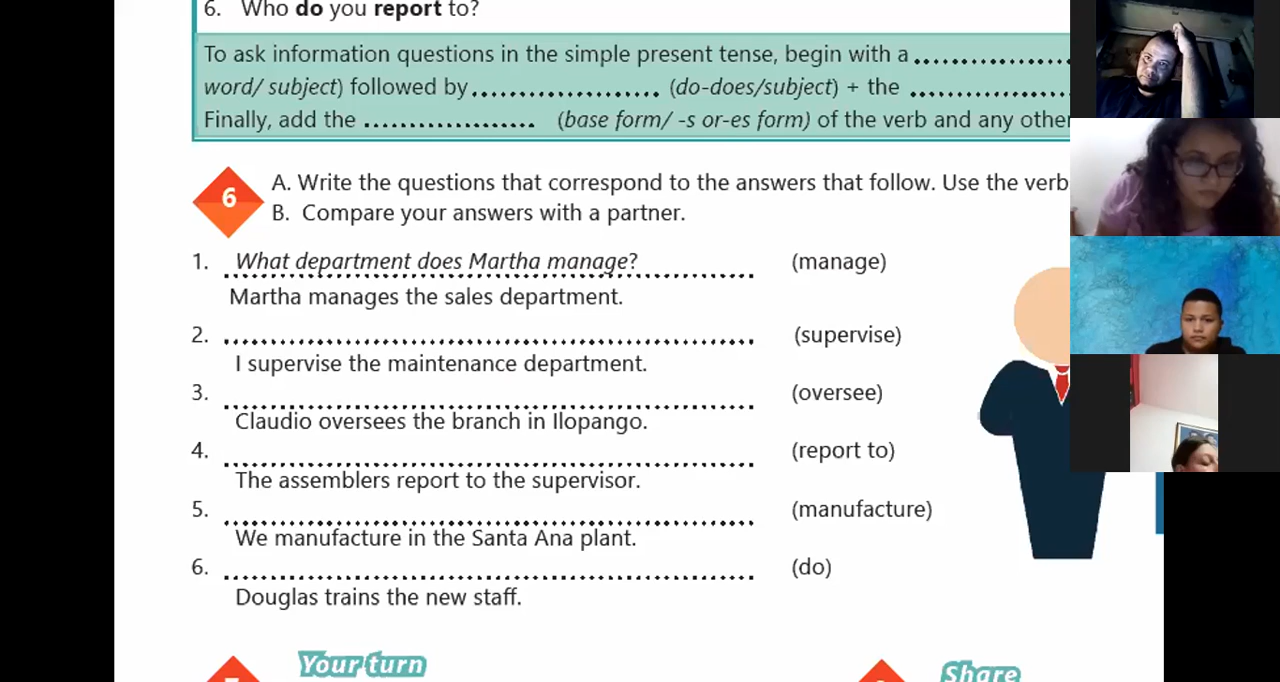 6. Who do you report to?
To ask information questions in the simple present tense, begin with a ....................
word/ subject) followed by .................... (do-does/subject) + the ....................
Finally, add the .................... (base form/ -s or-es form) of the verb and any other
6
A. Write the questions that correspond to the answers that follow. Use the verb
B. Compare your answers with a partner.
1. What department does Martha manage? (manage)
Martha manages the sales department.
2. .................... (supervise)
I supervise the maintenance department.
3. .................... (oversee)
Claudio oversees the branch in Ilopango.
4. .................... (report to)
The assemblers report to the supervisor.
5. .................... (manufacture)
We manufacture in the Santa Ana plant.
6. .................... (do)
Douglas trains the new staff.
Your turn
Share